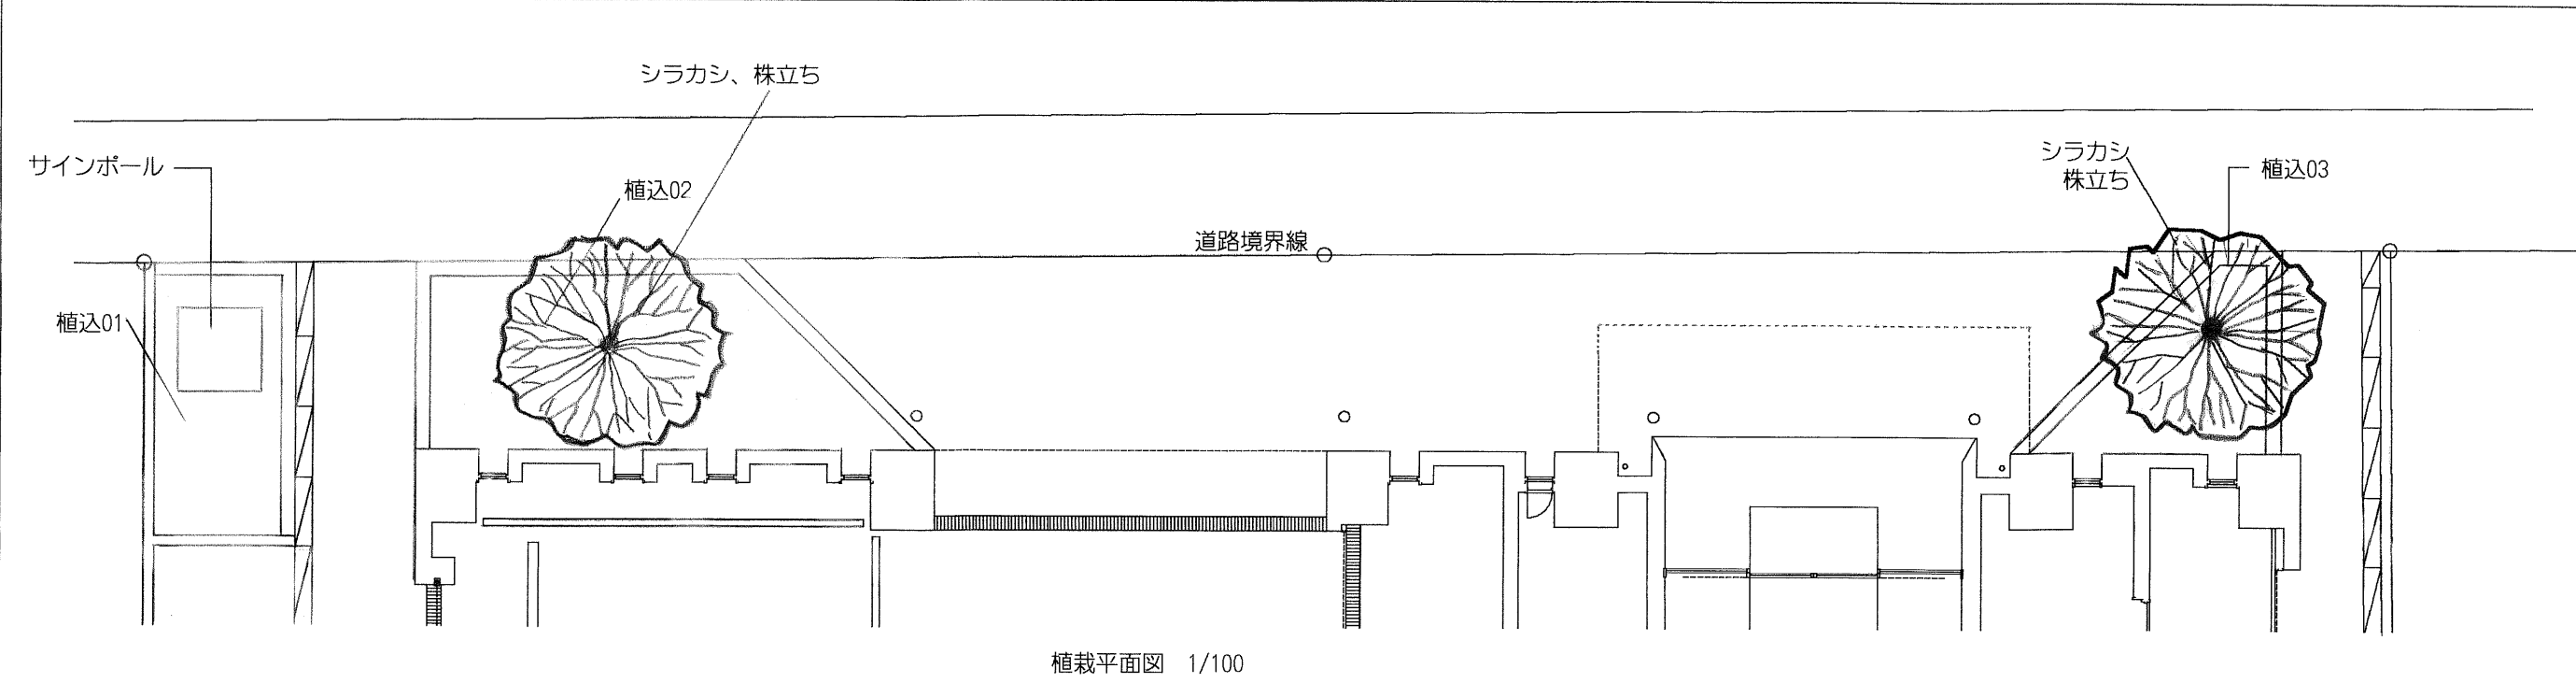 シラカシ、株立ち
サインポール
植込02
シラカシ
株立ち
植込03
道路境界線
植込01
植栽平面図 1/100